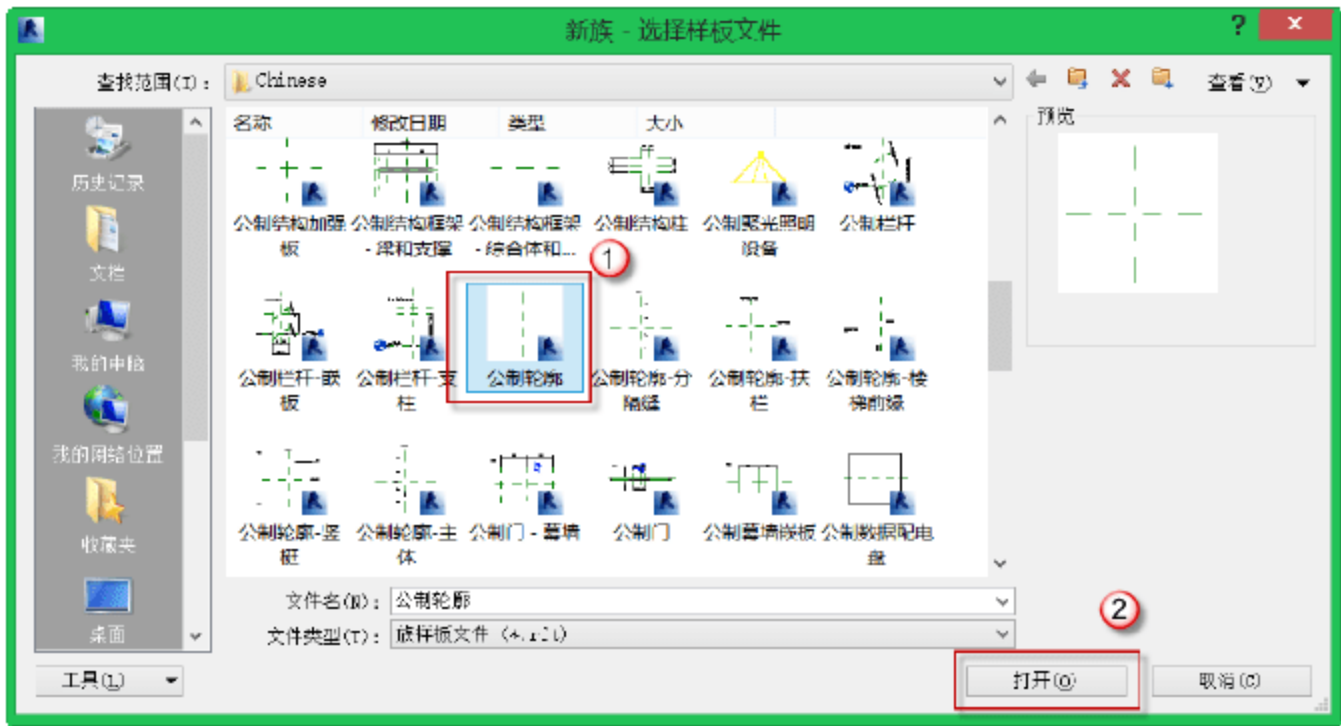 新族 - 选择样板文件
?
查找范围(I):
Chinese
查看(V)
名称 修改日期 类型 大小
预览
历史记录
文档
我的电脑
我的网络位置
收藏夹
桌面
公制结构加强 公制结构框架 公制结构框架 公制结构柱 公制聚光照明 公制栏杆
板 - 梁和支撑 - 综合体和... 设备
1
公制栏杆-嵌 公制栏杆-支 公制轮廓 公制轮廓-分 公制轮廓-扶 公制轮廓-楼
板 柱 隔缝 栏 梯前缘
公制轮廓-竖 公制轮廓-主 公制门 - 幕墙 公制门 公制幕墙嵌板 公制数据配电
梃 体 盘
文件名(N): 公制轮廓
2
文件类型(T): 族样板文件 (*.rft)
工具(L) 打开(O) 取消(C)